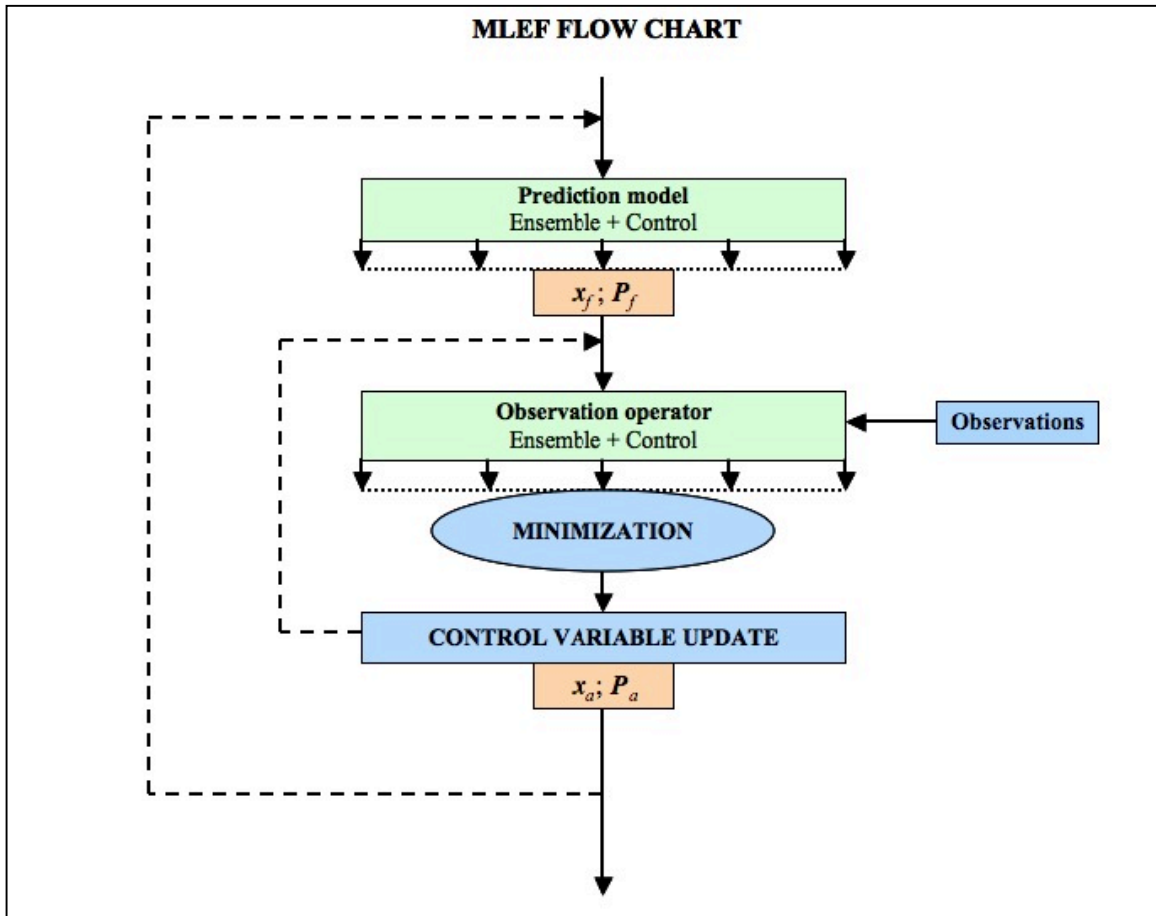 MLEF FLOW CHART
Prediction model
Ensemble + Control
x_f; P_f
Observation operator
Ensemble + Control
Observations
MINIMIZATION
CONTROL VARIABLE UPDATE
x_a; P_a